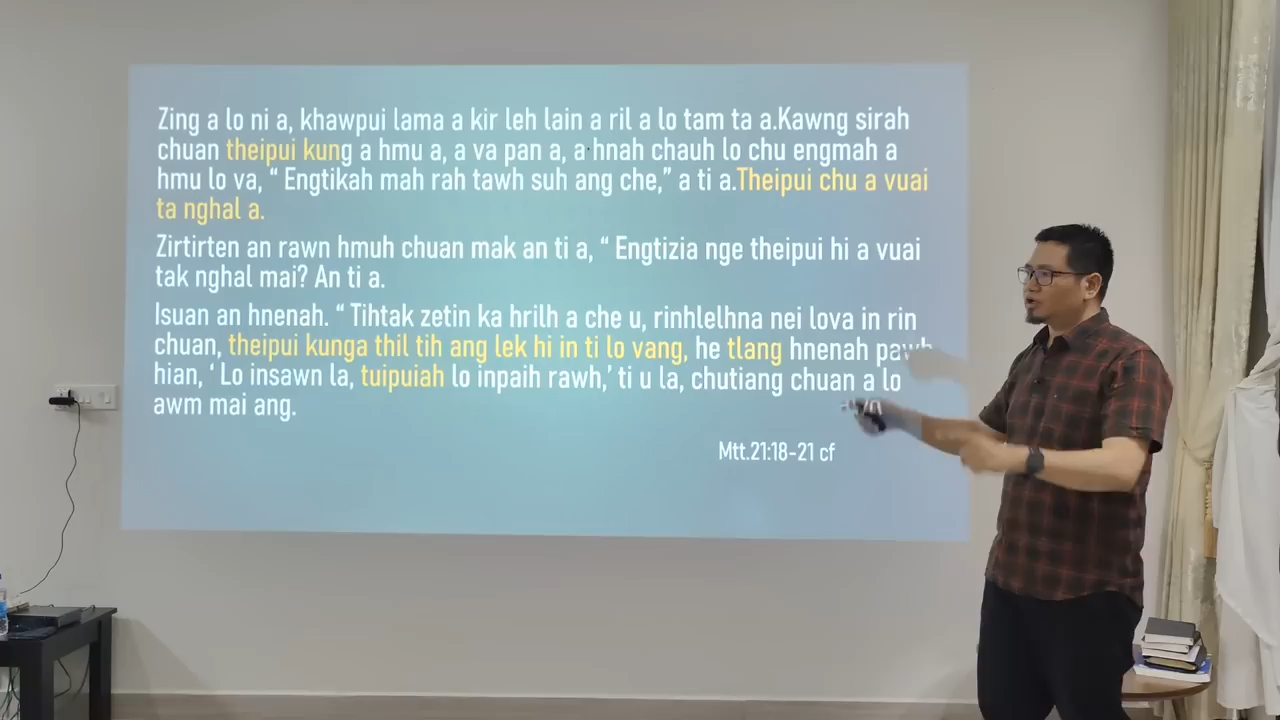 Zing a lo ni a, khawpui lama a kir leh lain a ril a lo tam ta a.Kawng sirah
chuan theipui kung a hmu a, a va pan a, a hnah chauh lo chu engmah a
hmu lo va, “ Engtikah mah rah tawh suh ang che,” a ti a.Theipui chu a vuai
ta nghal a.
Zirtirten an rawn hmuh chuan mak an ti a, “ Engtizia nge theipui hi a vuai
tak nghal mai? An ti a.
Isuan an hnenah. “ Tihtak zetin ka hrilh a che u, rinhlelhna nei lova in rin
chuan, theipui kunga thil tih ang lek hi in ti lo vang, he tlang hnenah pawh
hian, ‘ Lo insawn la, tuipuiah lo inpaih rawh,’ ti u la, chutiang chuan a lo
awm mai ang.
Mtt.21:18-21 cf